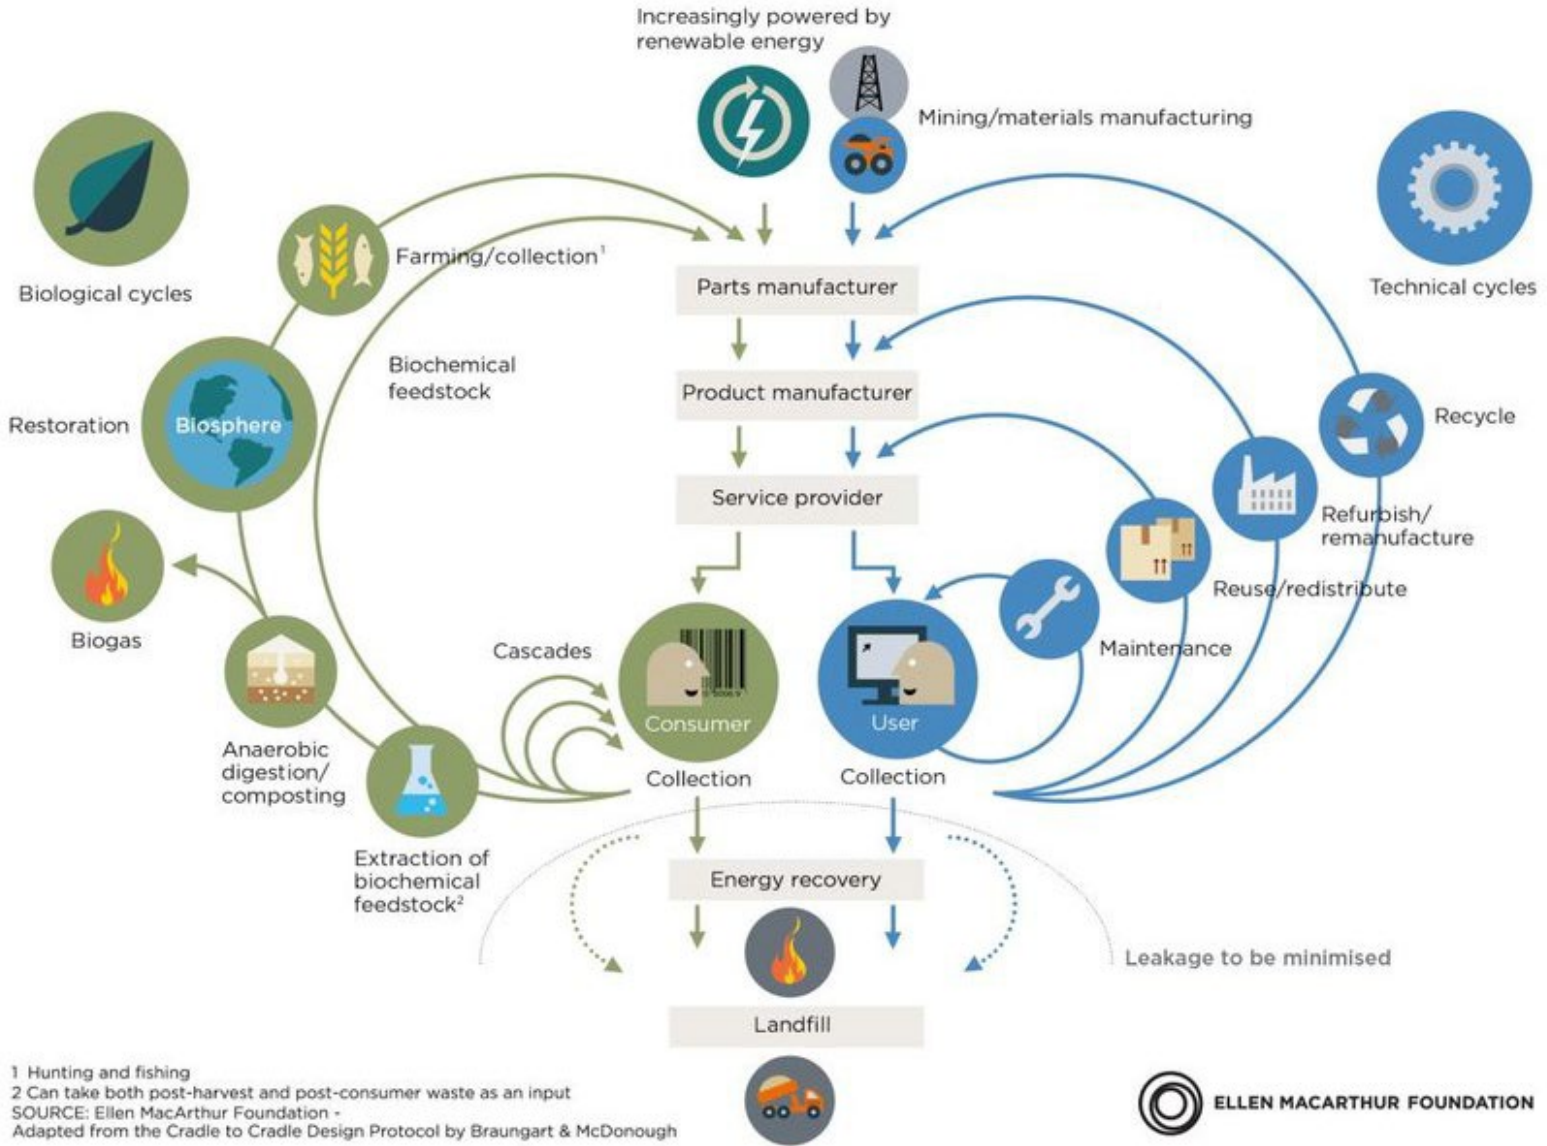 Increasingly powered by
renewable energy
Mining/materials manufacturing
Biological cycles
Farming/collection¹
Technical cycles
Parts manufacturer
Biochemical
feedstock
Product manufacturer
Restoration
Biosphere
Recycle
Service provider
Refurbish/
remanufacture
Reuse/redistribute
Biogas
Cascades
Maintenance
Consumer
User
Anaerobic
digestion/
composting
Collection
Collection
Extraction of
biochemical
feedstock²
Energy recovery
Leakage to be minimised
Landfill
1 Hunting and fishing
2 Can take both post-harvest and post-consumer waste as an input
SOURCE: Ellen MacArthur Foundation -
Adapted from the Cradle to Cradle Design Protocol by Braungart & McDonough
ELLEN MACARTHUR FOUNDATION